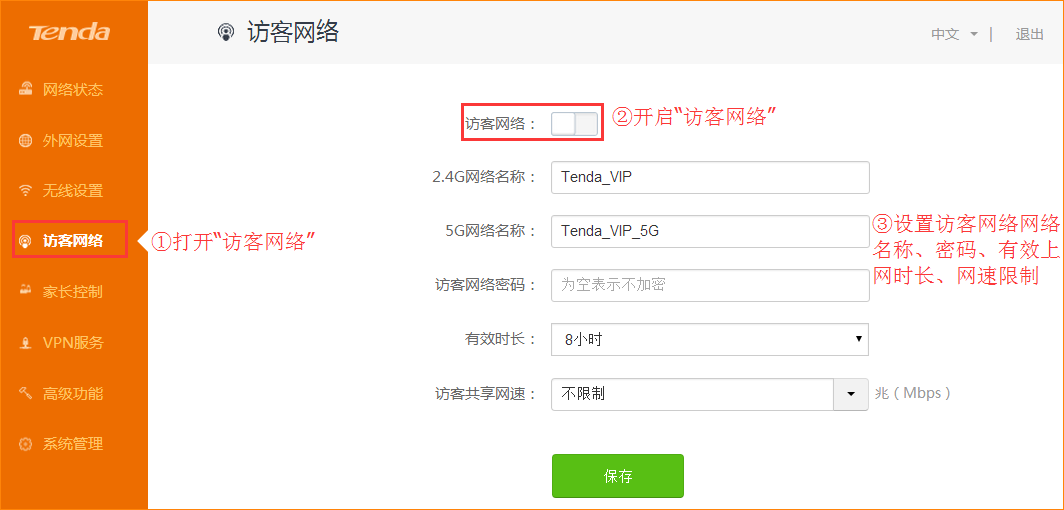 Tenda
访客网络
中文
|
退出
网络状态
外网设置
无线设置
访客网络
家长控制
VPN服务
高级功能
系统管理
①打开“访客网络”
访客网络：
②开启“访客网络”
2.4G网络名称：
Tenda_VIP
5G网络名称：
Tenda_VIP_5G
③设置访客网络网络
名称、密码、有效上
网时长、网速限制
访客网络密码：
为空表示不加密
有效时长：
8小时
访客共享网速：
不限制
兆（Mbps）
保存